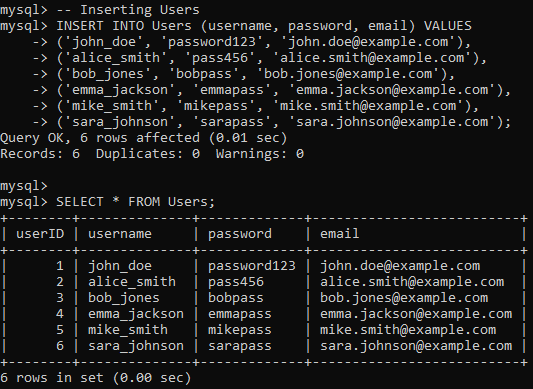 mysql> -- Inserting Users
mysql> INSERT INTO Users (username, password, email) VALUES
    -> ('john_doe', 'password123', 'john.doe@example.com'),
    -> ('alice_smith', 'pass456', 'alice.smith@example.com'),
    -> ('bob_jones', 'bobpass', 'bob.jones@example.com'),
    -> ('emma_jackson', 'emmapass', 'emma.jackson@example.com'),
    -> ('mike_smith', 'mikepass', 'mike.smith@example.com'),
    -> ('sara_johnson', 'sarapass', 'sara.johnson@example.com');
Query OK, 6 rows affected (0.01 sec)
Records: 6  Duplicates: 0  Warnings: 0

mysql>
mysql> SELECT * FROM Users;
+--------+--------------+-------------+--------------------------+
| userID | username     | password    | email                    |
+--------+--------------+-------------+--------------------------+
|      1 | john_doe     | password123 | john.doe@example.com     |
|      2 | alice_smith  | pass456     | alice.smith@example.com  |
|      3 | bob_jones    | bobpass     | bob.jones@example.com    |
|      4 | emma_jackson | emmapass    | emma.jackson@example.com |
|      5 | mike_smith   | mikepass    | mike.smith@example.com   |
|      6 | sara_johnson | sarapass    | sara.johnson@example.com |
+--------+--------------+-------------+--------------------------+
6 rows in set (0.00 sec)